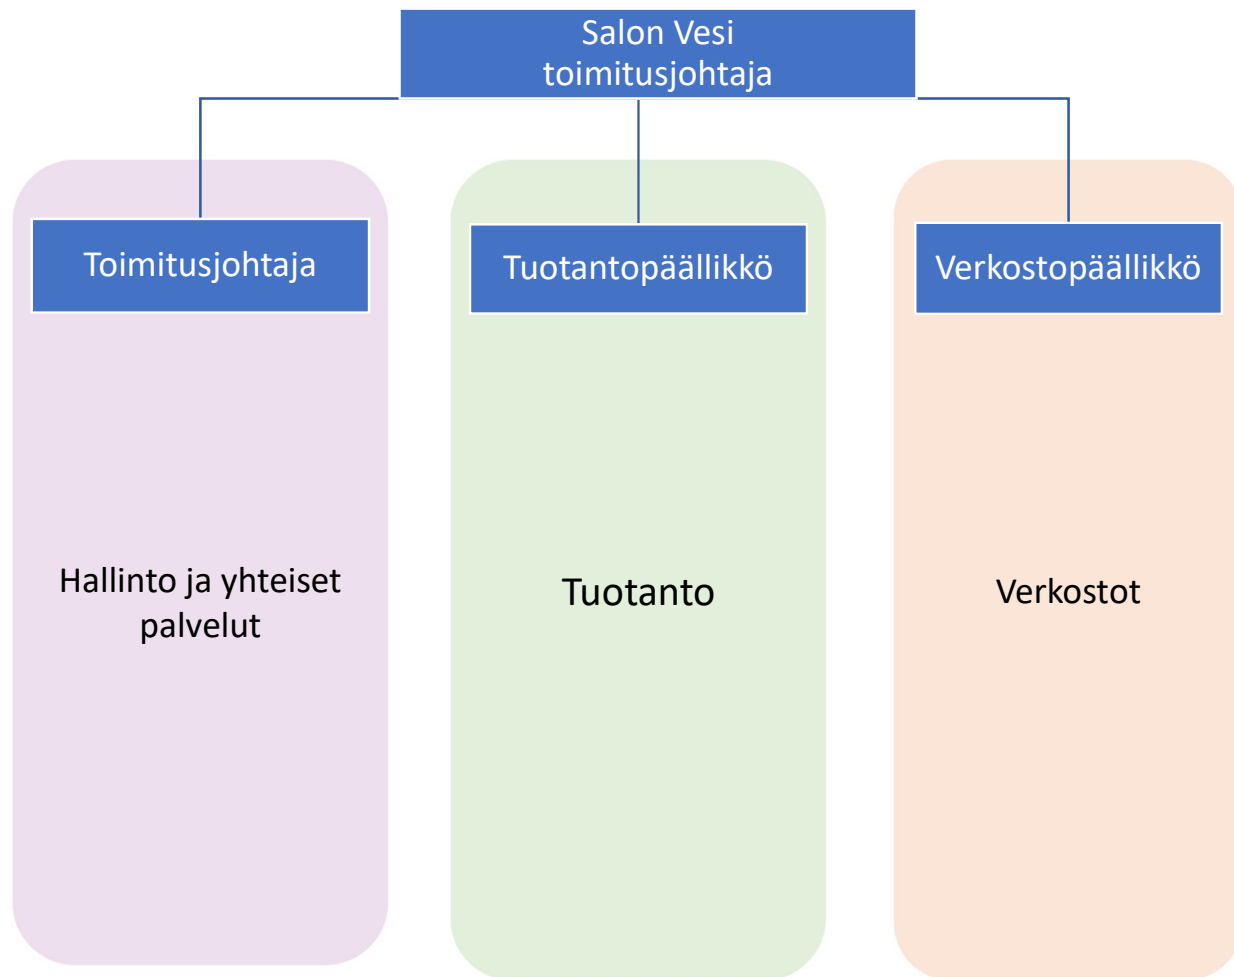 Salon Vesi
toimitusjohtaja
Toimitusjohtaja
Tuotantopäällikkö
Verkostopäällikkö
Hallinto ja yhteiset
palvelut
Tuotanto
Verkostot